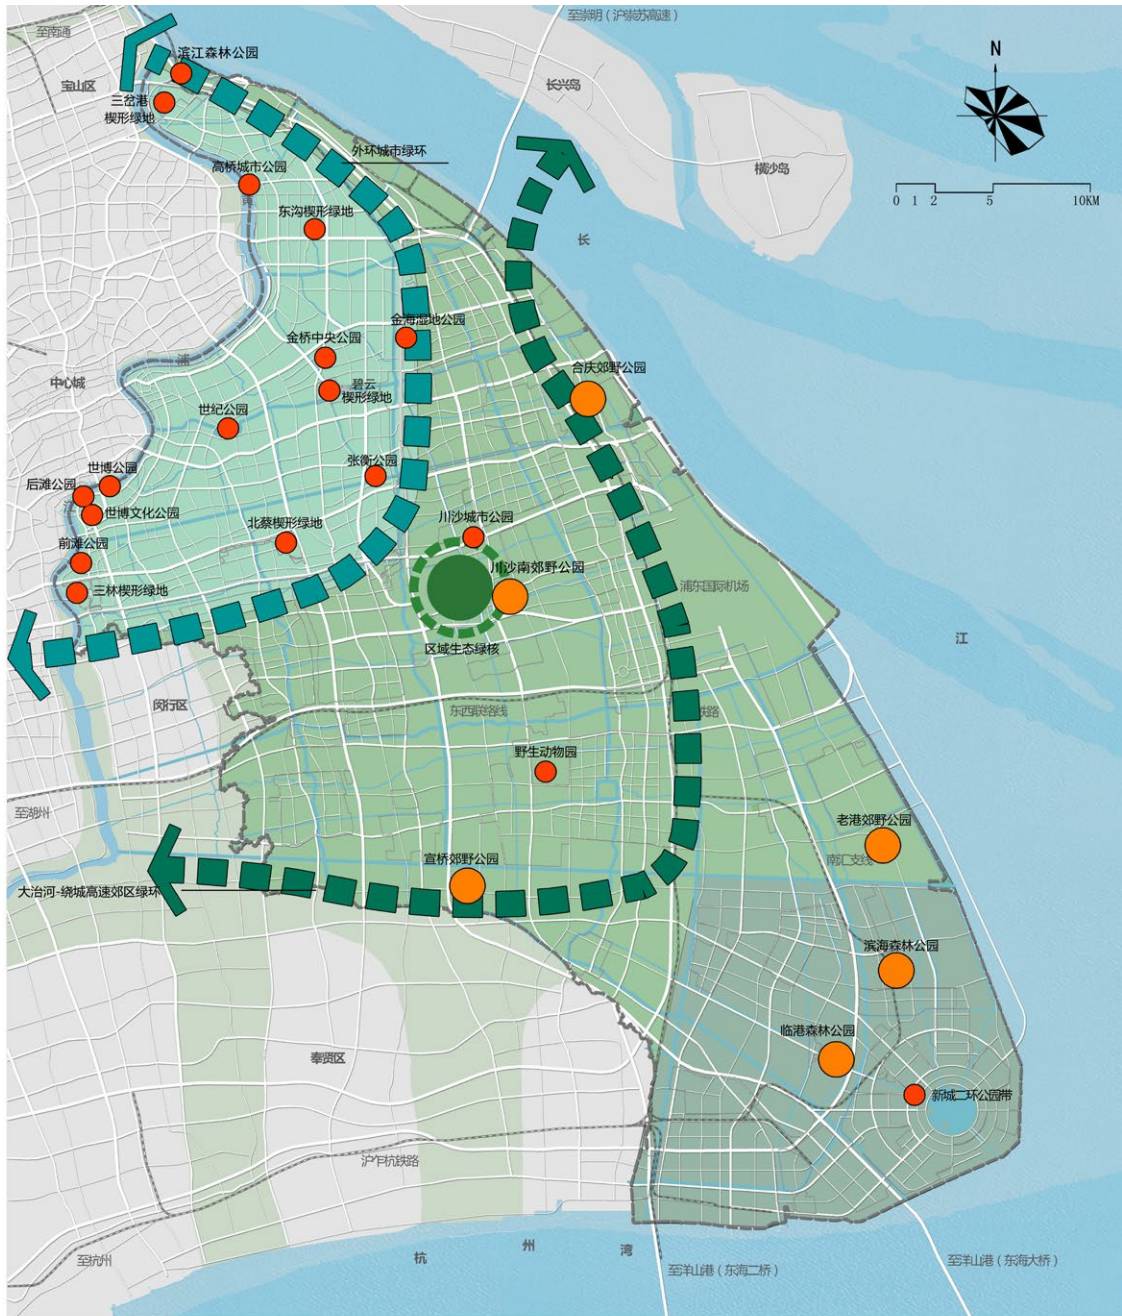 至崇明（沪崇苏高速）
至南通
滨江森林公园
宝山区
长兴岛
N
三岔港
楔形绿地
外环城市绿环
高桥城市公园
横沙岛
黄
0 1 2 5 10KM
东沟楔形绿地
长
金海湿地公园
金桥中央公园
浦
合庆郊野公园
中心城
碧云
楔形绿地
世纪公园
张衡公园
世博公园
后滩公园
江
世博文化公园
川沙城市公园
北蔡楔形绿地
前滩公园
川沙南郊野公园
三林楔形绿地
浦东国际机场
江
区域生态绿核
闵行区
东西联络线
铁路
野生动物园
至湖州
老港郊野公园
宣桥郊野公园
南汇支线
大治河-绕城高速郊区绿环
滨海森林公园
临港森林公园
奉贤区
新城二环公园带
沪乍杭铁路
杭
州
湾
至杭州
至洋山港（东海二桥）
至洋山港（东海大桥）